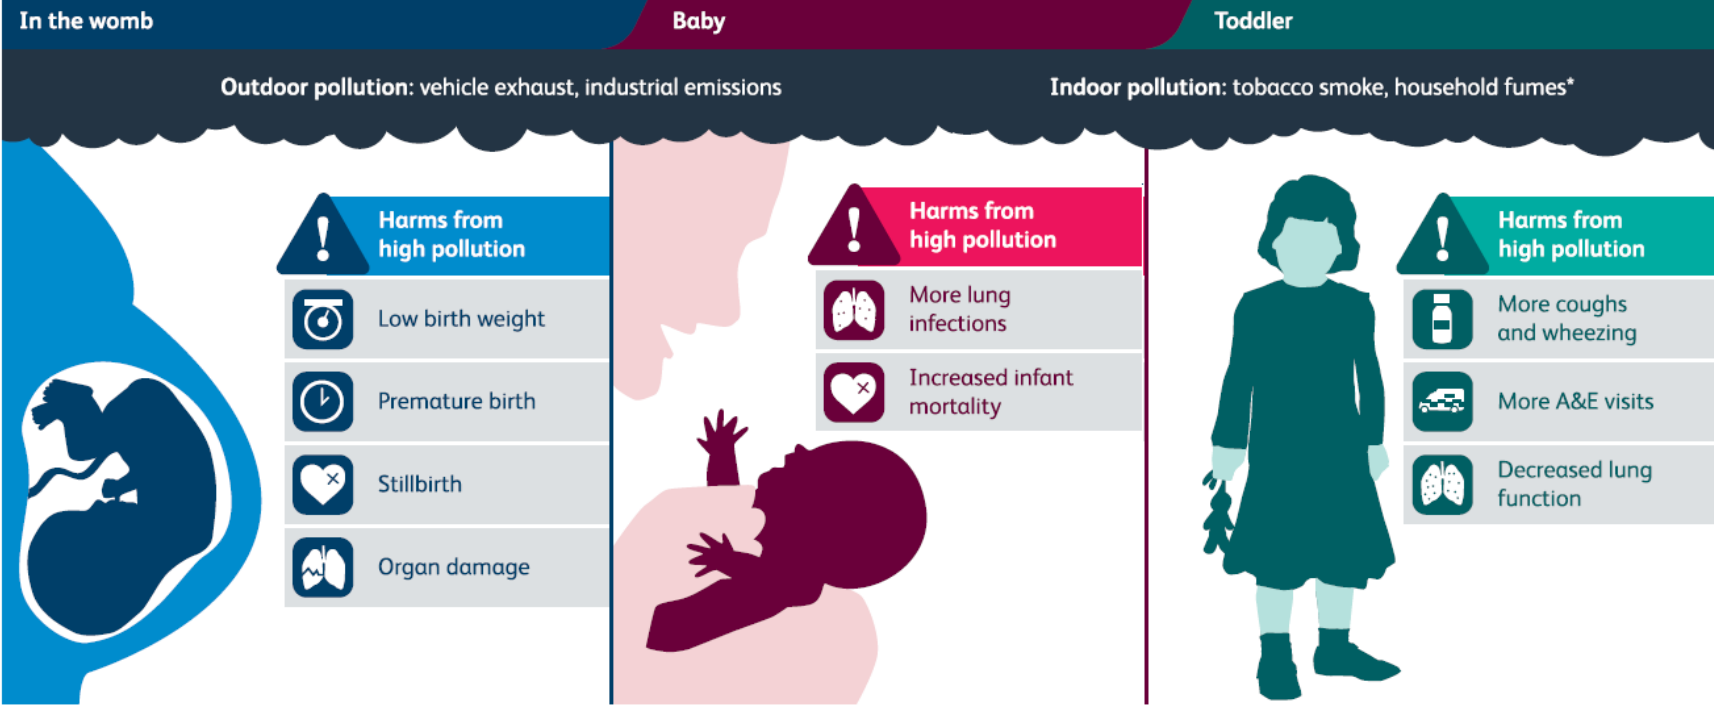 In the womb
Baby
Toddler
Outdoor pollution: vehicle exhaust, industrial emissions
Indoor pollution: tobacco smoke, household fumes*
Harms from
high pollution
Low birth weight
Premature birth
Stillbirth
Organ damage
Harms from
high pollution
More lung
infections
Increased infant
mortality
Harms from
high pollution
More coughs
and wheezing
More A&E visits
Decreased lung
function